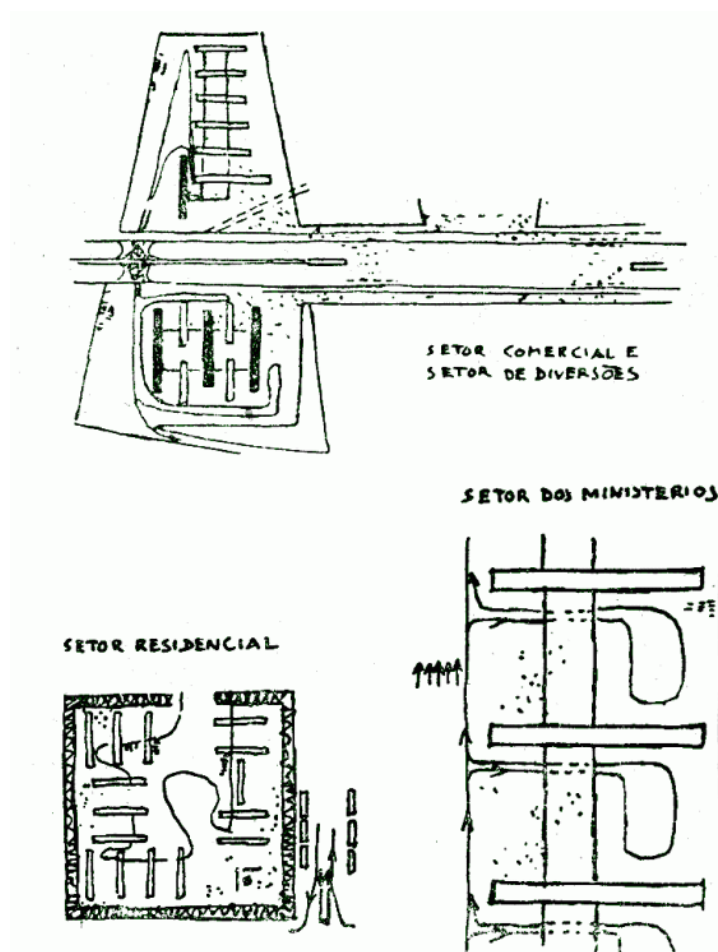 SETOR COMERCIAL E
SETOR DE DIVERSÕES
SETOR DOS MINISTERIOS
SETOR RESIDENCIAL